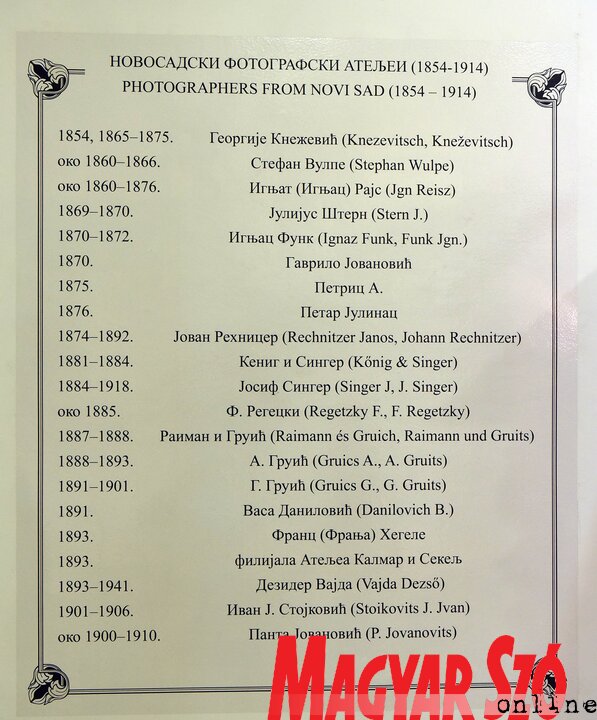 НОВОСАДСКИ ФОТОГРАФСКИ АТЕЉЕИ (1854-1914)
PHOTOGRAPHERS FROM NOVI SAD (1854 – 1914)
1854, 1865–1875. Георгије Кнежевић (Knezevitsch, Kneževitsch)
око 1860–1866. Стефан Вулпе (Stephan Wulpe)
око 1860–1876. Игњат (Игњац) Рајс (Jgn Reisz)
1869–1870. Јулијус Штерн (Stern J.)
1870–1872. Игњац Функ (Ignaz Funk, Funk Jgn.)
1870. Гаврило Јовановић
1875. Петриц А.
1876. Петар Јулинац
1874–1892. Јован Рехницер (Rechnitzer Janos, Johann Rechnitzer)
1881–1884. Кениг и Сингер (Kőnig & Singer)
1884–1918. Јосиф Сингер (Singer J, J. Singer)
око 1885. Ф. Регецки (Regetzky F., F. Regetzky)
1887–1888. Раиман и Груић (Raimann és Gruich, Raimann und Gruits)
1888–1893. А. Груић (Gruics A., A. Gruits)
1891–1901. Г. Груић (Gruics G., G. Gruits)
1891. Васа Даниловић (Danilovich B.)
1893. Франц (Фрања) Хегеле
1893. филијала Атељеа Калмар и Секељ
1893–1941. Дезидер Вајда (Vajda Dezső)
1901–1906. Иван Ј. Стојковић (Stoikovits J. Jvan)
око 1900–1910. Панта Јовановић (P. Jovanovits)
MAGYAR SZÓ
online